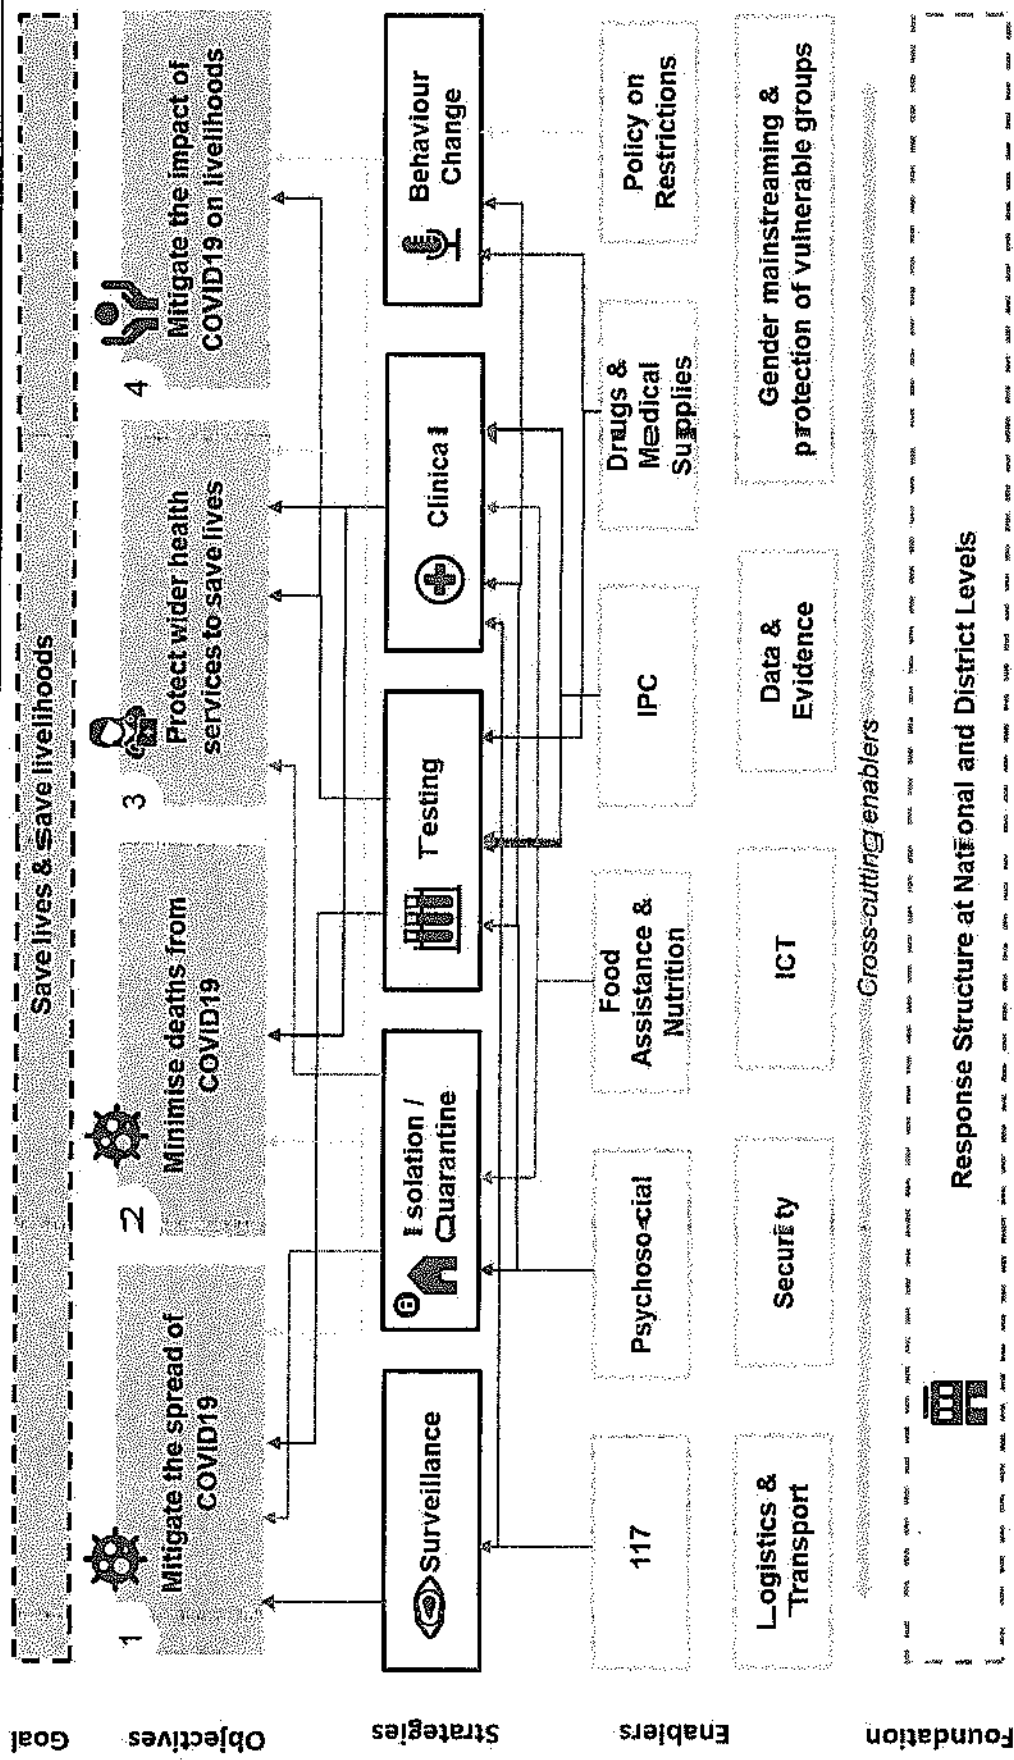 Goal
Save lives & save livelihoods
Objectives
1
Mitigate the spread of
COVID19
2
Minimise deaths from
COVID19
3
Protect wider health
services to save lives
4
Mitigate the impact of
COVID19 on livelihoods
Strategies
Surveillance
Isolation /
Quarantine
Testing
Clinical
Behaviour
Change
Enablers
117
Psychosocial
Food
Assistance &
Nutrition
IPC
Drugs &
Medical
Supplies
Policy on
Restrictions
Logistics &
Transport
Security
ICT
Data &
Evidence
Gender mainstreaming &
protection of vulnerable groups
Cross-cutting enablers
Foundation
Response Structure at National and District Levels